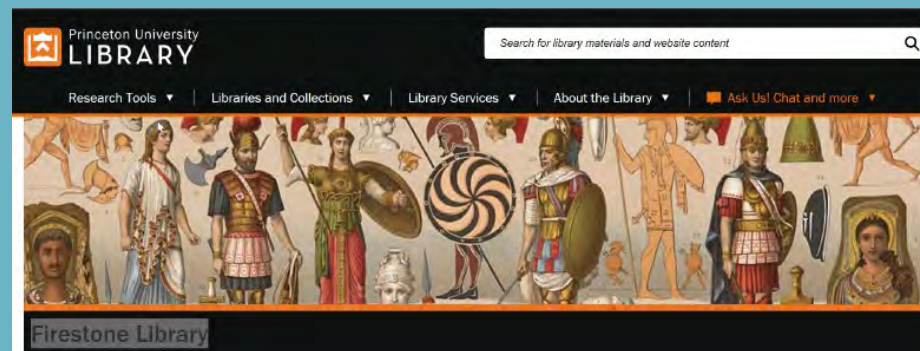 Princeton University
LIBRARY
Search for library materials and website content
Research Tools ▼ | Libraries and Collections ▼ | Library Services ▼ | About the Library ▼ | Ask Us! Chat and more ▼
Firestone Library